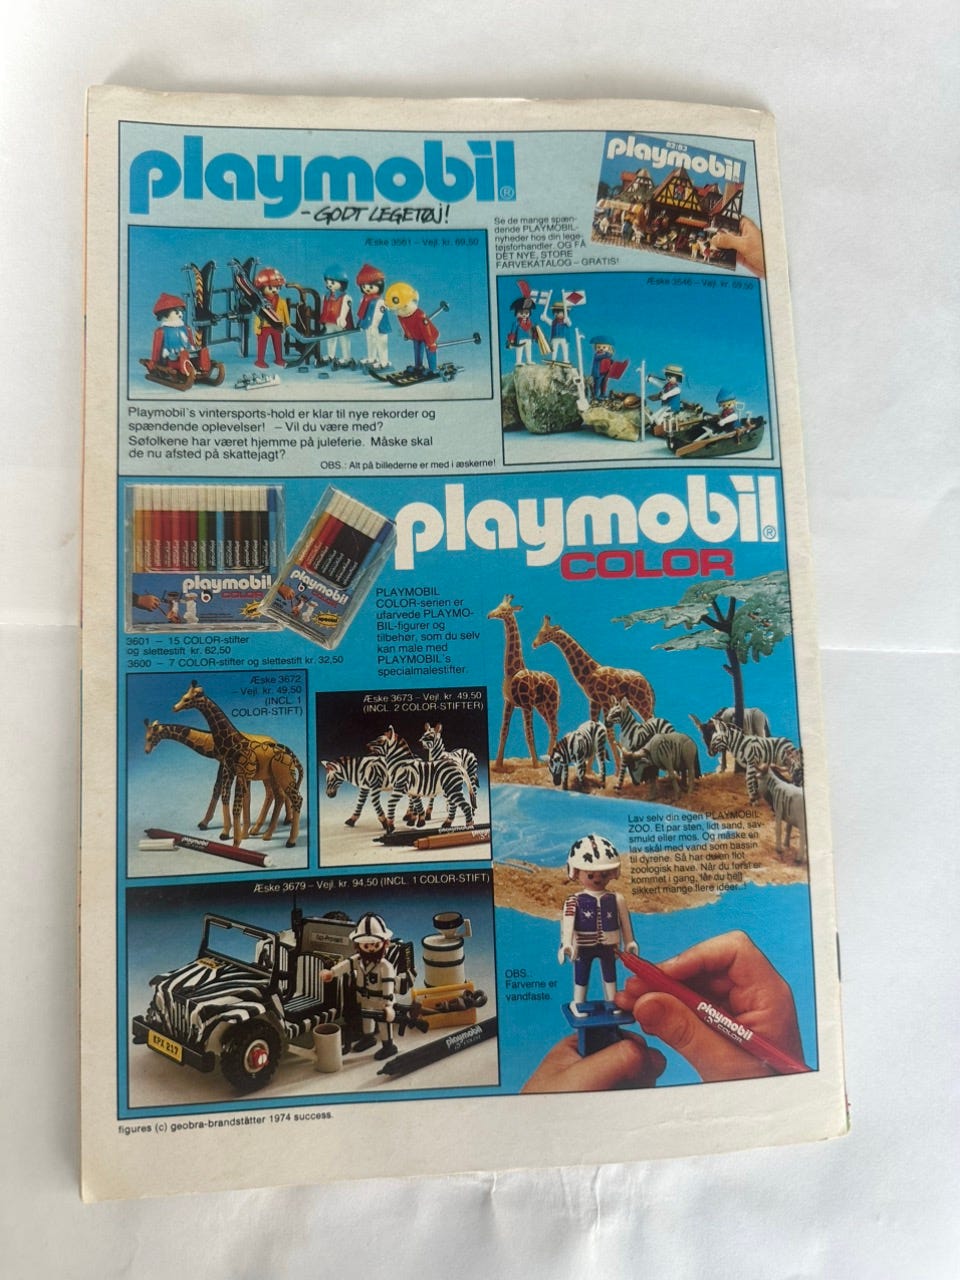 playmobil®
- GODT LEGETØJ!
82/83
playmobil
Se de mange spæn-
dende PLAYMOBIL-
nyheder hos din lege-
tøjsforhandler. OG FÅ
DET NYE, STORE
FARVEKATALOG – GRATIS!
Æske 3561 – Vejl. kr. 69,50
Æske 3546 – Vejl. kr. 69,50
Playmobil's vintersports-hold er klar til nye rekorder og
spændende oplevelser! – Vil du være med?
Søfolkene har været hjemme på juleferie. Måske skal
de nu afsted på skattejagt?
OBS.: Alt på billederne er med i æskerne!
playmobil®
COLOR
playmobil
COLOR
playmobil
COLOR
3601 – 15 COLOR-stifter
og slettestift kr. 62,50
3600 – 7 COLOR-stifter og slettestift kr. 32,50
PLAYMOBIL
COLOR-serien er
ufarvede PLAYMO-
BIL-figurer og
tilbehør, som du selv
kan male med
PLAYMOBIL's
specialmalestifter.
Æske 3672
– Vejl. kr. 49,50
(INCL. 1
COLOR-STIFT)
playmobil
Æske 3673 – Vejl. kr. 49,50
(INCL. 2 COLOR-STIFTER)
playmobil
Lav selv din egen PLAYMOBIL-
ZOO. Et par sten, lidt sand, sav-
smuld eller mos. Og måske en
lav skål med vand som bassin
til dyrene. Så har du en flot
zoologisk have. Når du først er
kommet i gang, får du helt
sikkert mange flere ideer..!
Æske 3679 – Vejl. kr. 94,50 (INCL. 1 COLOR-STIFT)
KPX 217
playmobil
COLOR
OBS.:
Farverne er
vandfaste.
playmobil
COLOR
figures (c) geobra-brandstätter 1974 success.